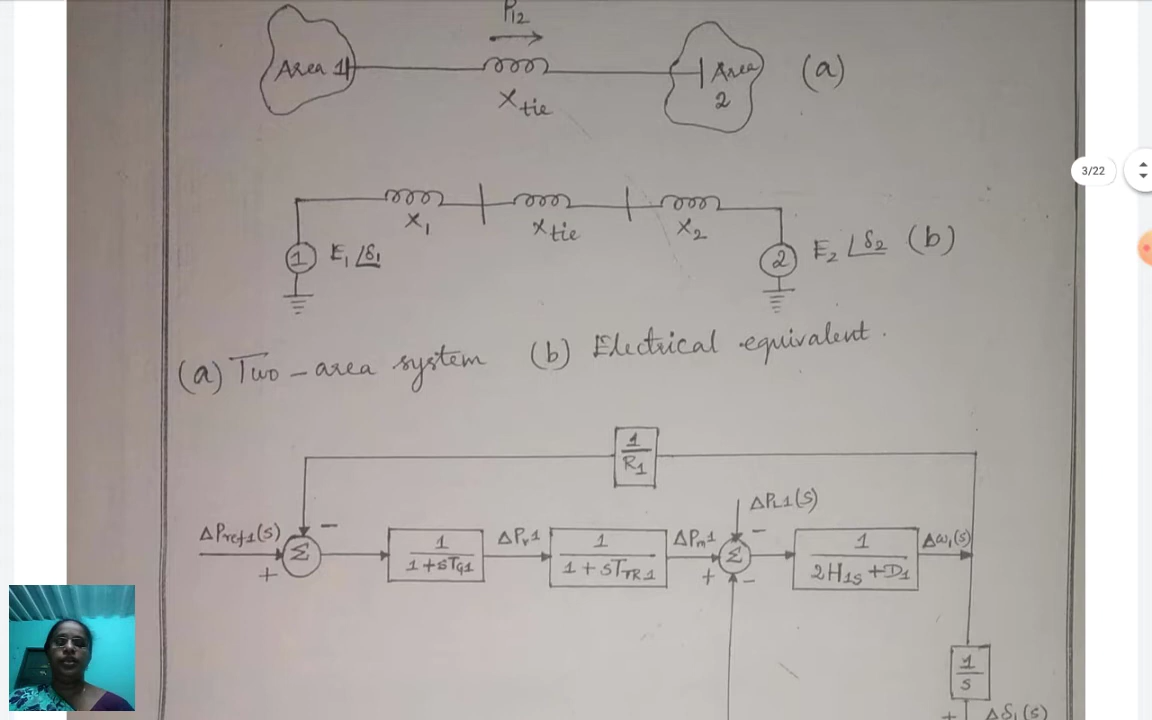 P12
Area 1
Area
2
(a)
Xtie
X1
Xtie
X2
1
E1∠δ1
2
E2∠δ2
(b)
(a) Two-area system (b) Electrical equivalent.
1
R1
ΔPref1(s)
−
Σ
+
1
1+sTG1
ΔPv1
1
1+sTTR1
ΔPm1
ΔPL1(s)
−
Σ
+
−
1
2H1s+D1
Δω1(s)
1
s
+
Δδ1(s)
3/22